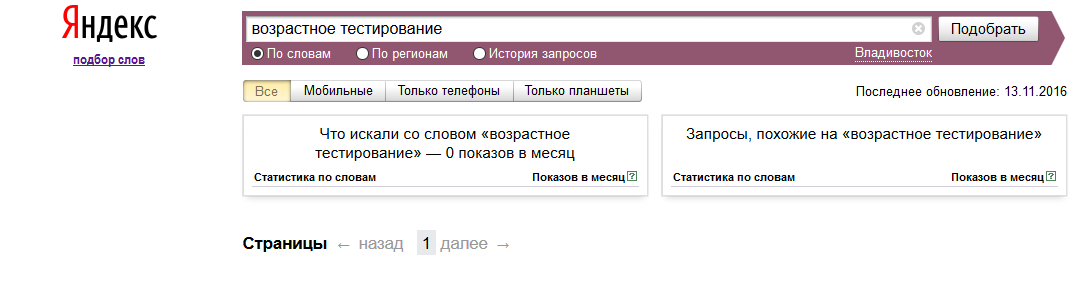 Яндекс
подбор слов
возрастное тестирование
Подобрать
По словам По регионам История запросов Владивосток
Все Мобильные Только телефоны Только планшеты
Последнее обновление: 13.11.2016
Что искали со словом «возрастное
тестирование» — 0 показов в месяц
Статистика по словам Показов в месяц ?
Запросы, похожие на «возрастное тестирование»
Статистика по словам Показов в месяц ?
Страницы ← назад 1 далее →